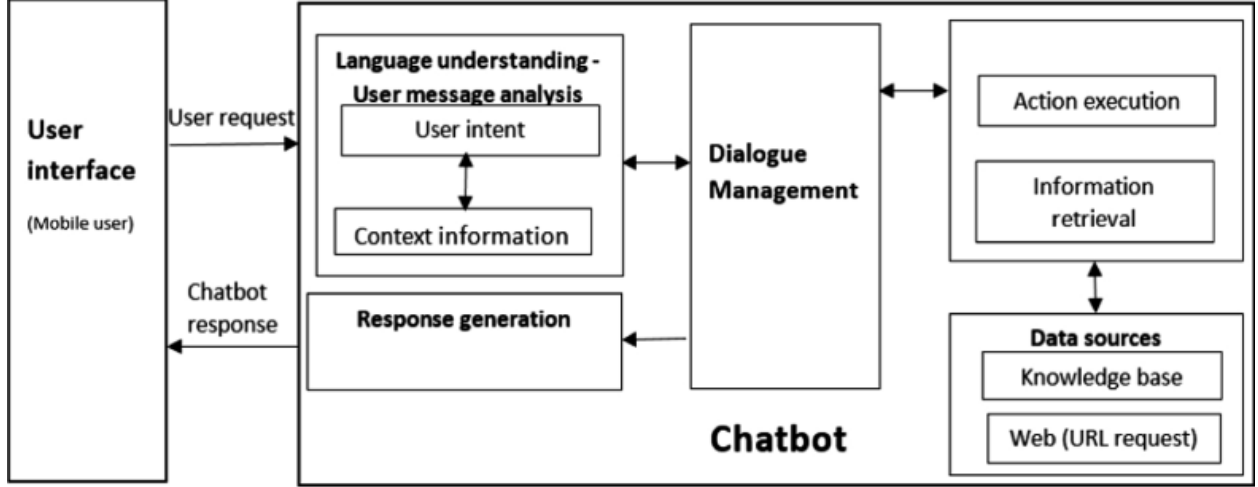 User
interface
(Mobile user)
User request
Chatbot
response
Language understanding -
User message analysis
User intent
Context information
Response generation
Dialogue
Management
Action execution
Information
retrieval
Data sources
Knowledge base
Web (URL request)
Chatbot